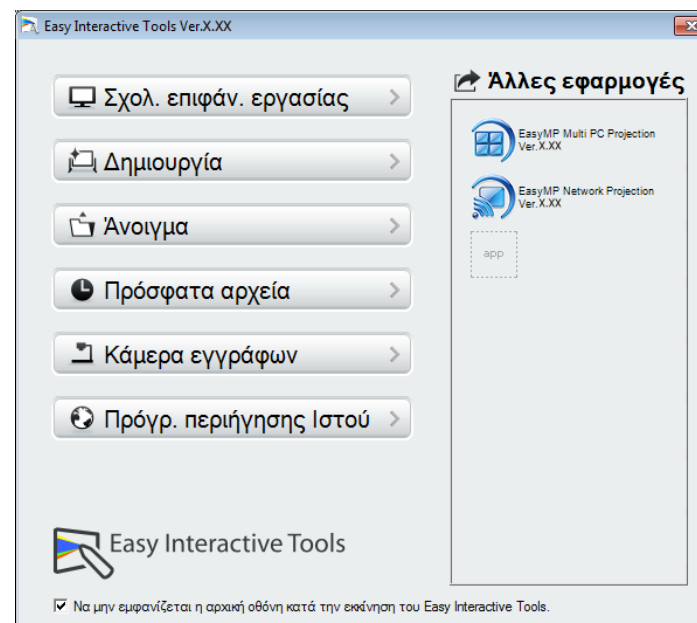 Easy Interactive Tools Ver.X.XX
Σχολ. επιφάν. εργασίας
Δημιουργία
Άνοιγμα
Πρόσφατα αρχεία
Κάμερα εγγράφων
Πρόγρ. περιήγησης Ιστού
Άλλες εφαρμογές
EasyMP Multi PC Projection
Ver.X.XX
EasyMP Network Projection
Ver.X.XX
app
Easy Interactive Tools
Να μην εμφανίζεται η αρχική οθόνη κατά την εκκίνηση του Easy Interactive Tools.